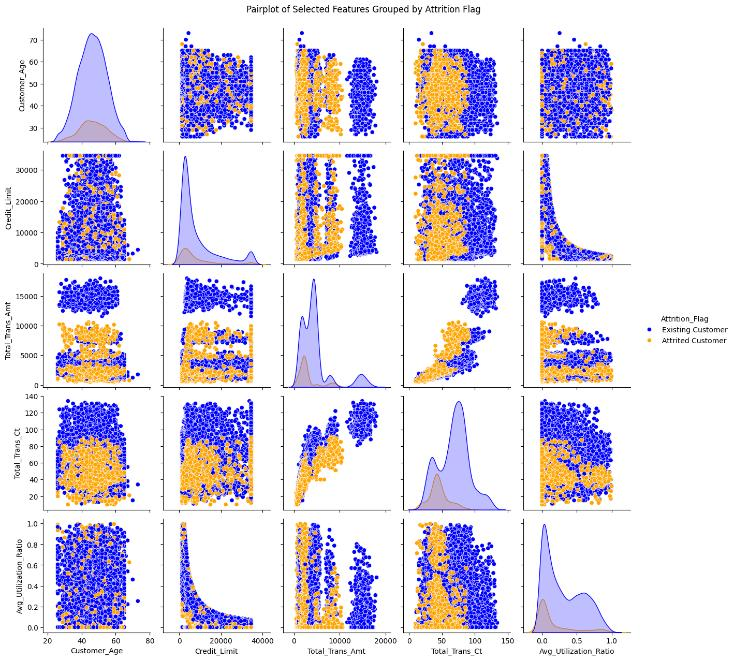 Pairplot of Selected Features Grouped by Attrition Flag
70
60
50
40
30
Customer_Age
30000
20000
10000
0
Credit_Limit
15000
10000
5000
0
Total_Trans_Amt
Attrition_Flag
Existing Customer
Attrited Customer
140
120
100
80
60
40
20
Total_Trans_Ct
1.0
0.8
0.6
0.4
0.2
0.0
Avg_Utilization_Ratio
20 40 60 80 0 20000 40000 0 10000 20000 0 50 100 150 0.0 0.5 1.0
Customer_Age Credit_Limit Total_Trans_Amt Total_Trans_Ct Avg_Utilization_Ratio